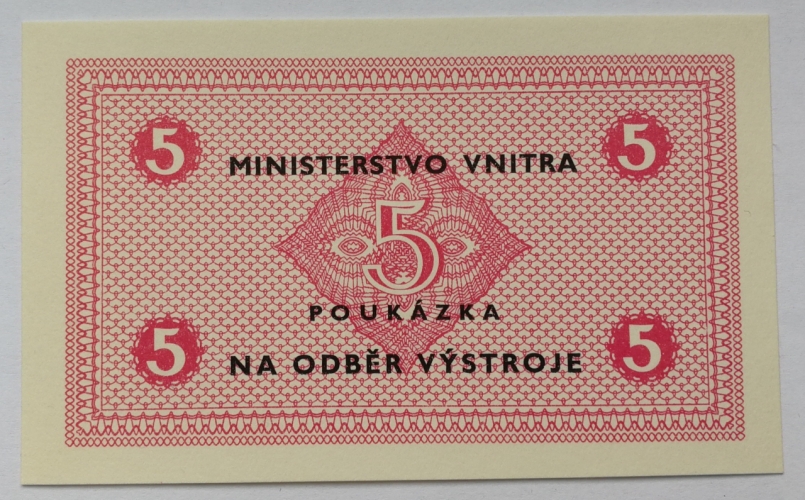 5 5
MINISTERSTVO VNITRA
5
POUKÁZKA
NA ODBĚR VÝSTROJE
5 5